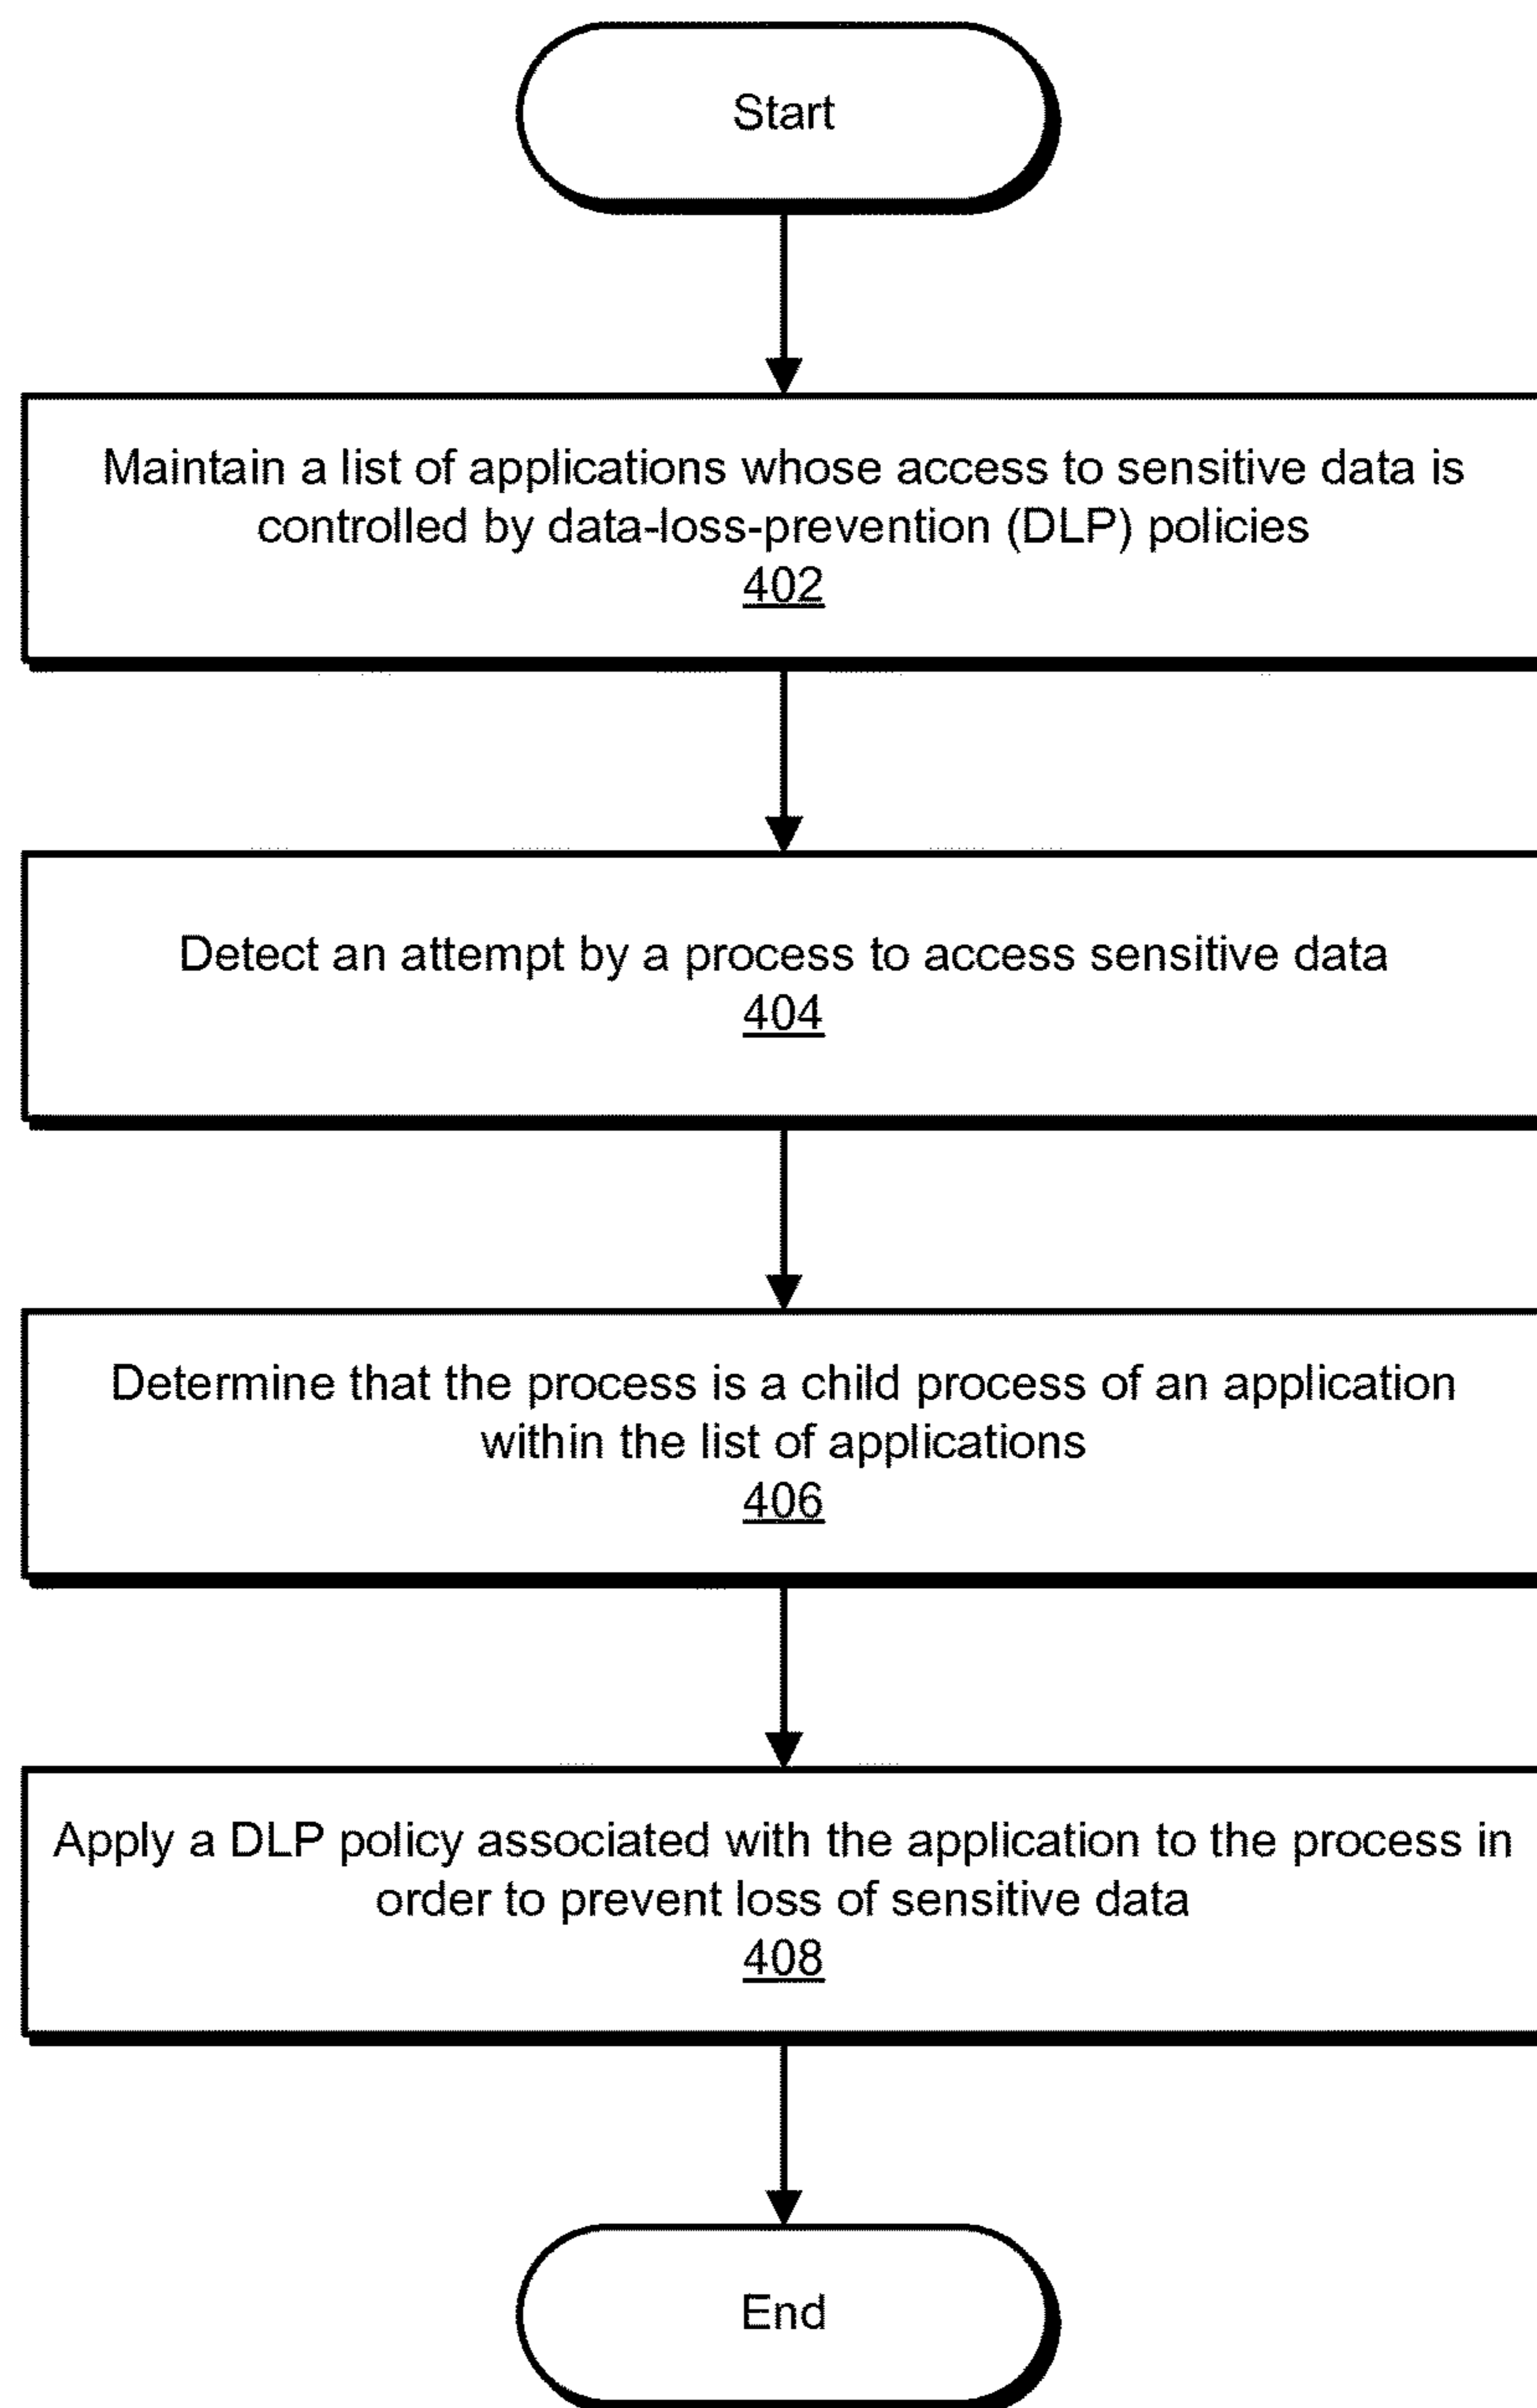 Start
Maintain a list of applications whose access to sensitive data is
controlled by data-loss-prevention (DLP) policies
402
Detect an attempt by a process to access sensitive data
404
Determine that the process is a child process of an application
within the list of applications
406
Apply a DLP policy associated with the application to the process in
order to prevent loss of sensitive data
408
End